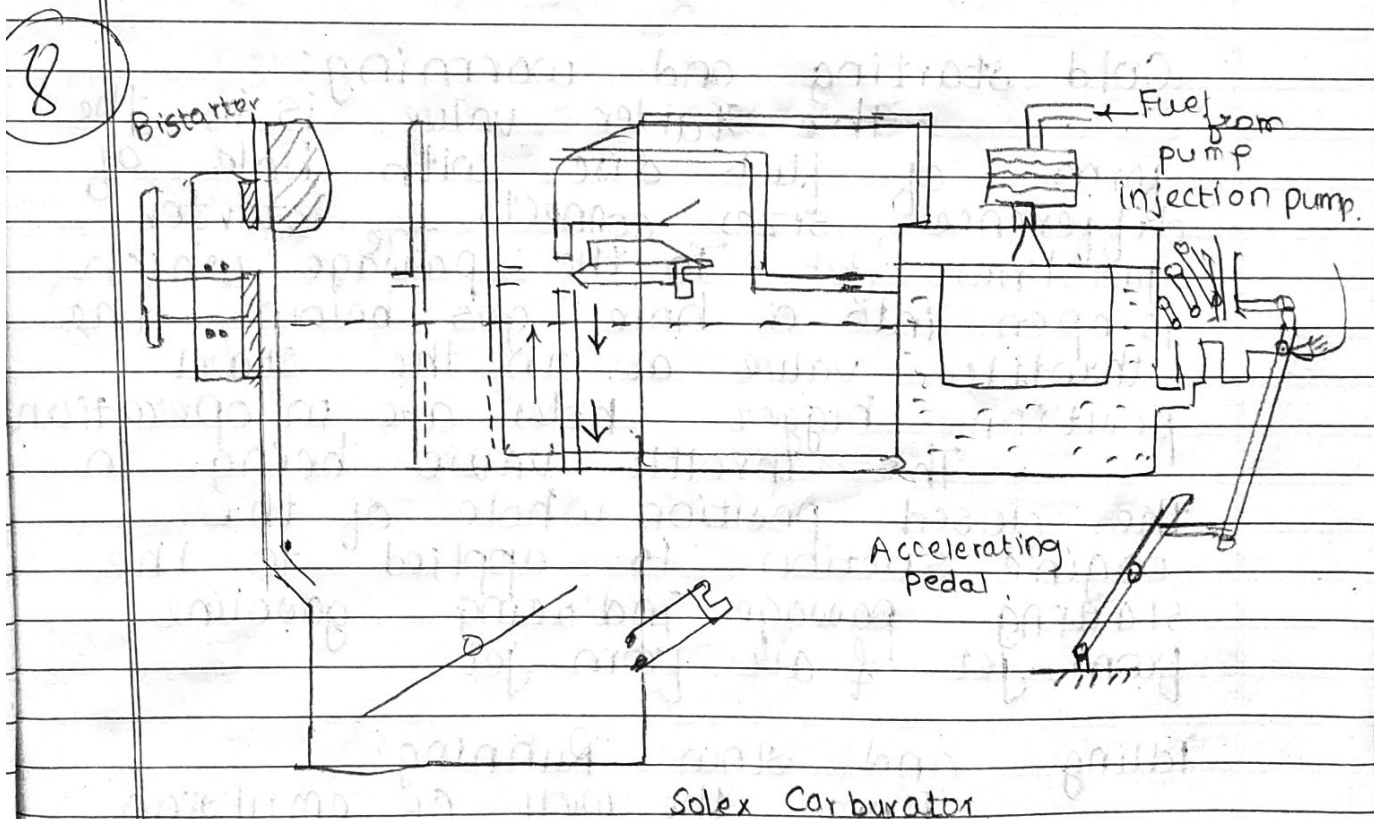 8
Bistarter
Fuel
from
pump
injection pump.
Accelerating
pedal
Solex Carburator